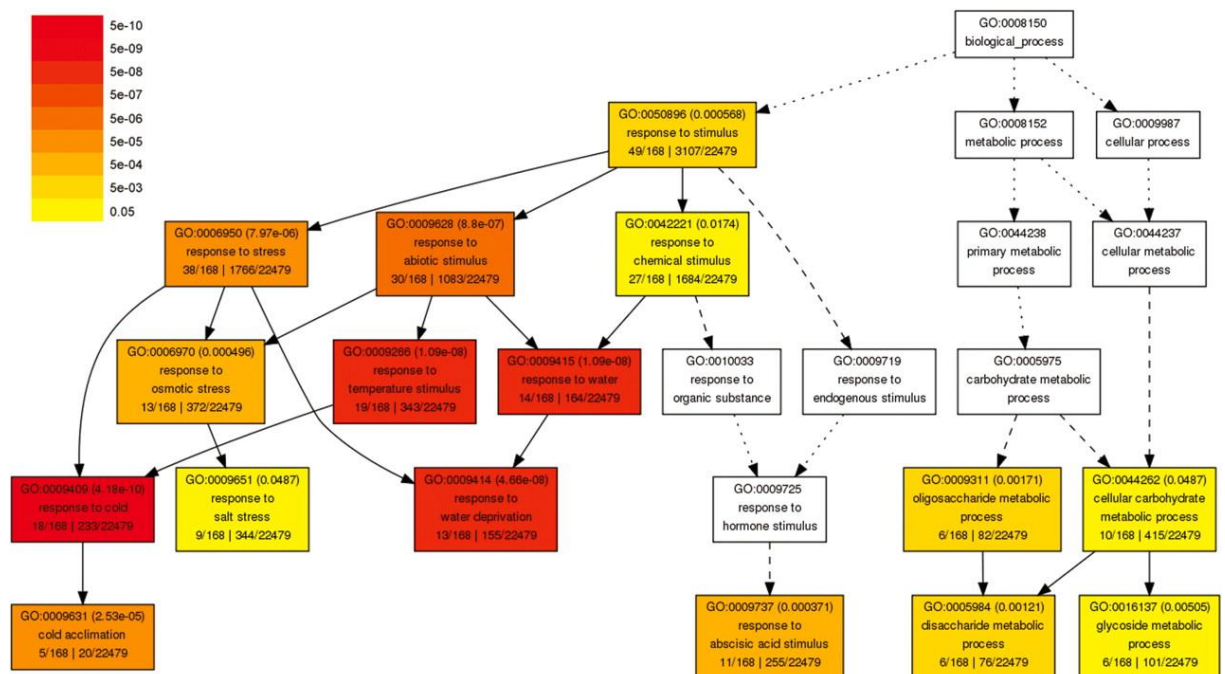 5e-10
5e-09
5e-08
5e-07
5e-06
5e-05
5e-04
5e-03
0.05
GO:0008150
biological_process
GO:0050896 (0.000568)
response to stimulus
49/168 | 3107/22479
GO:0008152
metabolic process
GO:0009987
cellular process
GO:0006950 (7.97e-06)
response to stress
38/168 | 1766/22479
GO:0009628 (8.8e-07)
response to
abiotic stimulus
30/168 | 1083/22479
GO:0042221 (0.0174)
response to
chemical stimulus
27/168 | 1684/22479
GO:0044238
primary metabolic
process
GO:0044237
cellular metabolic
process
GO:0006970 (0.000496)
response to
osmotic stress
13/168 | 372/22479
GO:0009266 (1.09e-08)
response to
temperature stimulus
19/168 | 343/22479
GO:0009415 (1.09e-08)
response to water
14/168 | 164/22479
GO:0010033
response to
organic substance
GO:0009719
response to
endogenous stimulus
GO:0005975
carbohydrate metabolic
process
GO:0009409 (4.18e-10)
response to cold
18/168 | 233/22479
GO:0009651 (0.0487)
response to
salt stress
9/168 | 344/22479
GO:0009414 (4.66e-08)
response to
water deprivation
13/168 | 155/22479
GO:0009725
response to
hormone stimulus
GO:0009311 (0.00171)
oligosaccharide metabolic
process
6/168 | 82/22479
GO:0044262 (0.0487)
cellular carbohydrate
metabolic process
10/168 | 415/22479
GO:0009631 (2.53e-05)
cold acclimation
5/168 | 20/22479
GO:0009737 (0.000371)
response to
abscisic acid stimulus
11/168 | 255/22479
GO:0005984 (0.00121)
disaccharide metabolic
process
6/168 | 76/22479
GO:0016137 (0.00505)
glycoside metabolic
process
6/168 | 101/22479